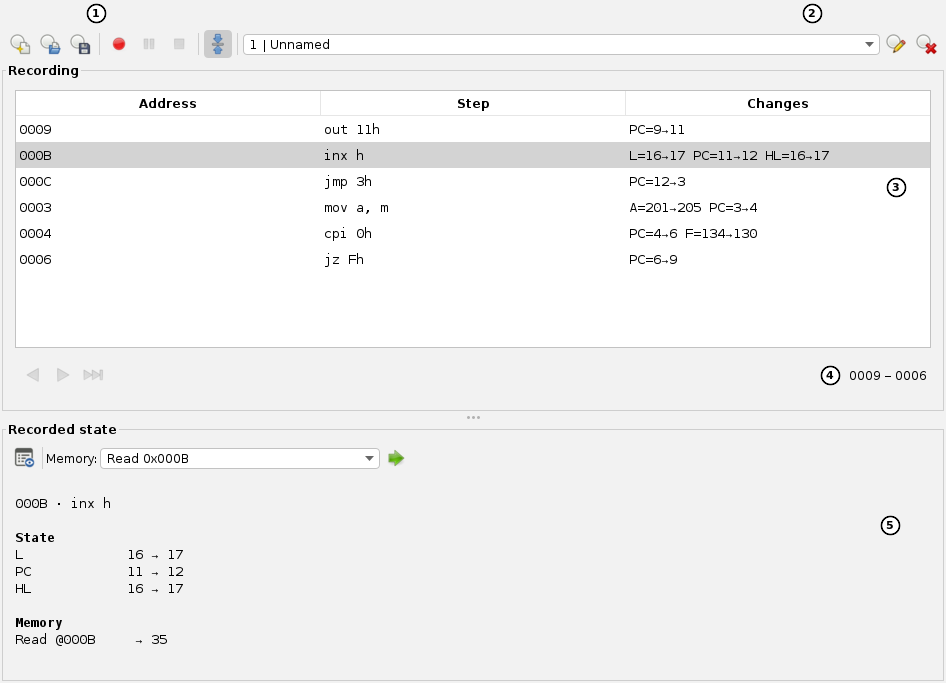 1
2
1 | Unnamed
Recording
Address Step Changes
0009 out 11h PC=9→11
000B inx h L=16→17 PC=11→12 HL=16→17
000C jmp 3h PC=12→3
3
0003 mov a, m A=201→205 PC=3→4
0004 cpi 0h PC=4→6 F=134→130
0006 jz Fh PC=6→9
4 0009 – 0006
Recorded state
Memory: Read 0x000B
000B · inx h
5
State
L 16 → 17
PC 11 → 12
HL 16 → 17
Memory
Read @000B → 35